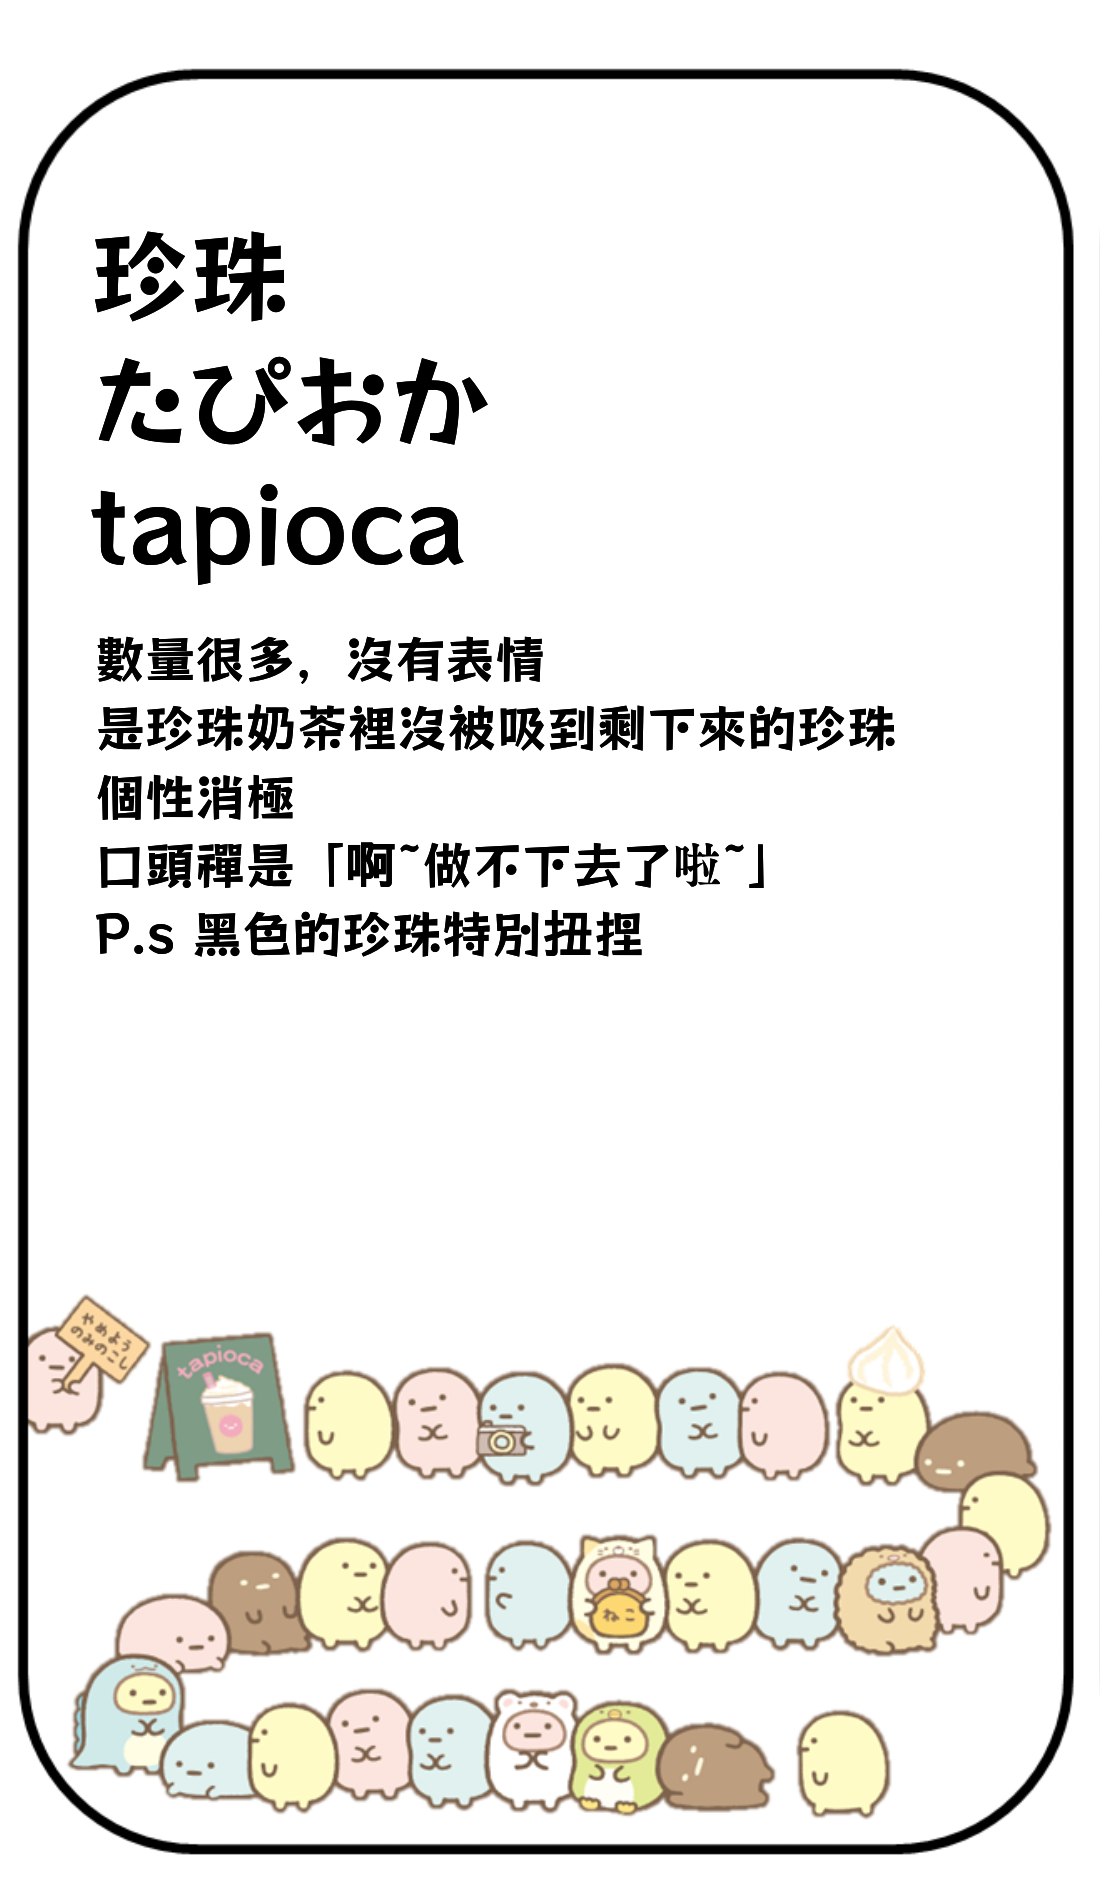 珍珠
たぴおか
tapioca
數量很多，沒有表情
是珍珠奶茶裡沒被吸到剩下來的珍珠
個性消極
口頭禪是「啊~做不下去了啦~」
P.s 黑色的珍珠特別扭捏
やめよう
のみのこし
tapioca
ねこ